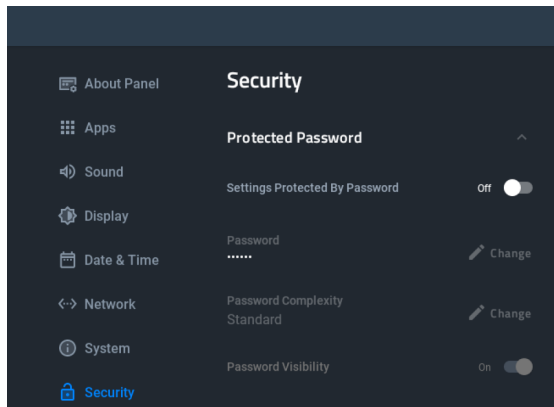 About Panel
Apps
Sound
Display
Date & Time
Network
System
Security
Security
Protected Password
Settings Protected By Password Off
Password
•••••• Change
Password Complexity
Standard Change
Password Visibility On